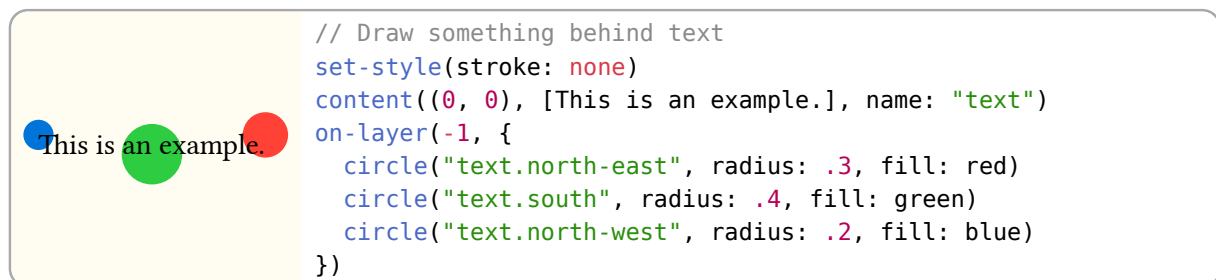 This is an example.
// Draw something behind text
set-style(stroke: none)
content((0, 0), [This is an example.], name: "text")
on-layer(-1, {
  circle("text.north-east", radius: .3, fill: red)
  circle("text.south", radius: .4, fill: green)
  circle("text.north-west", radius: .2, fill: blue)
})